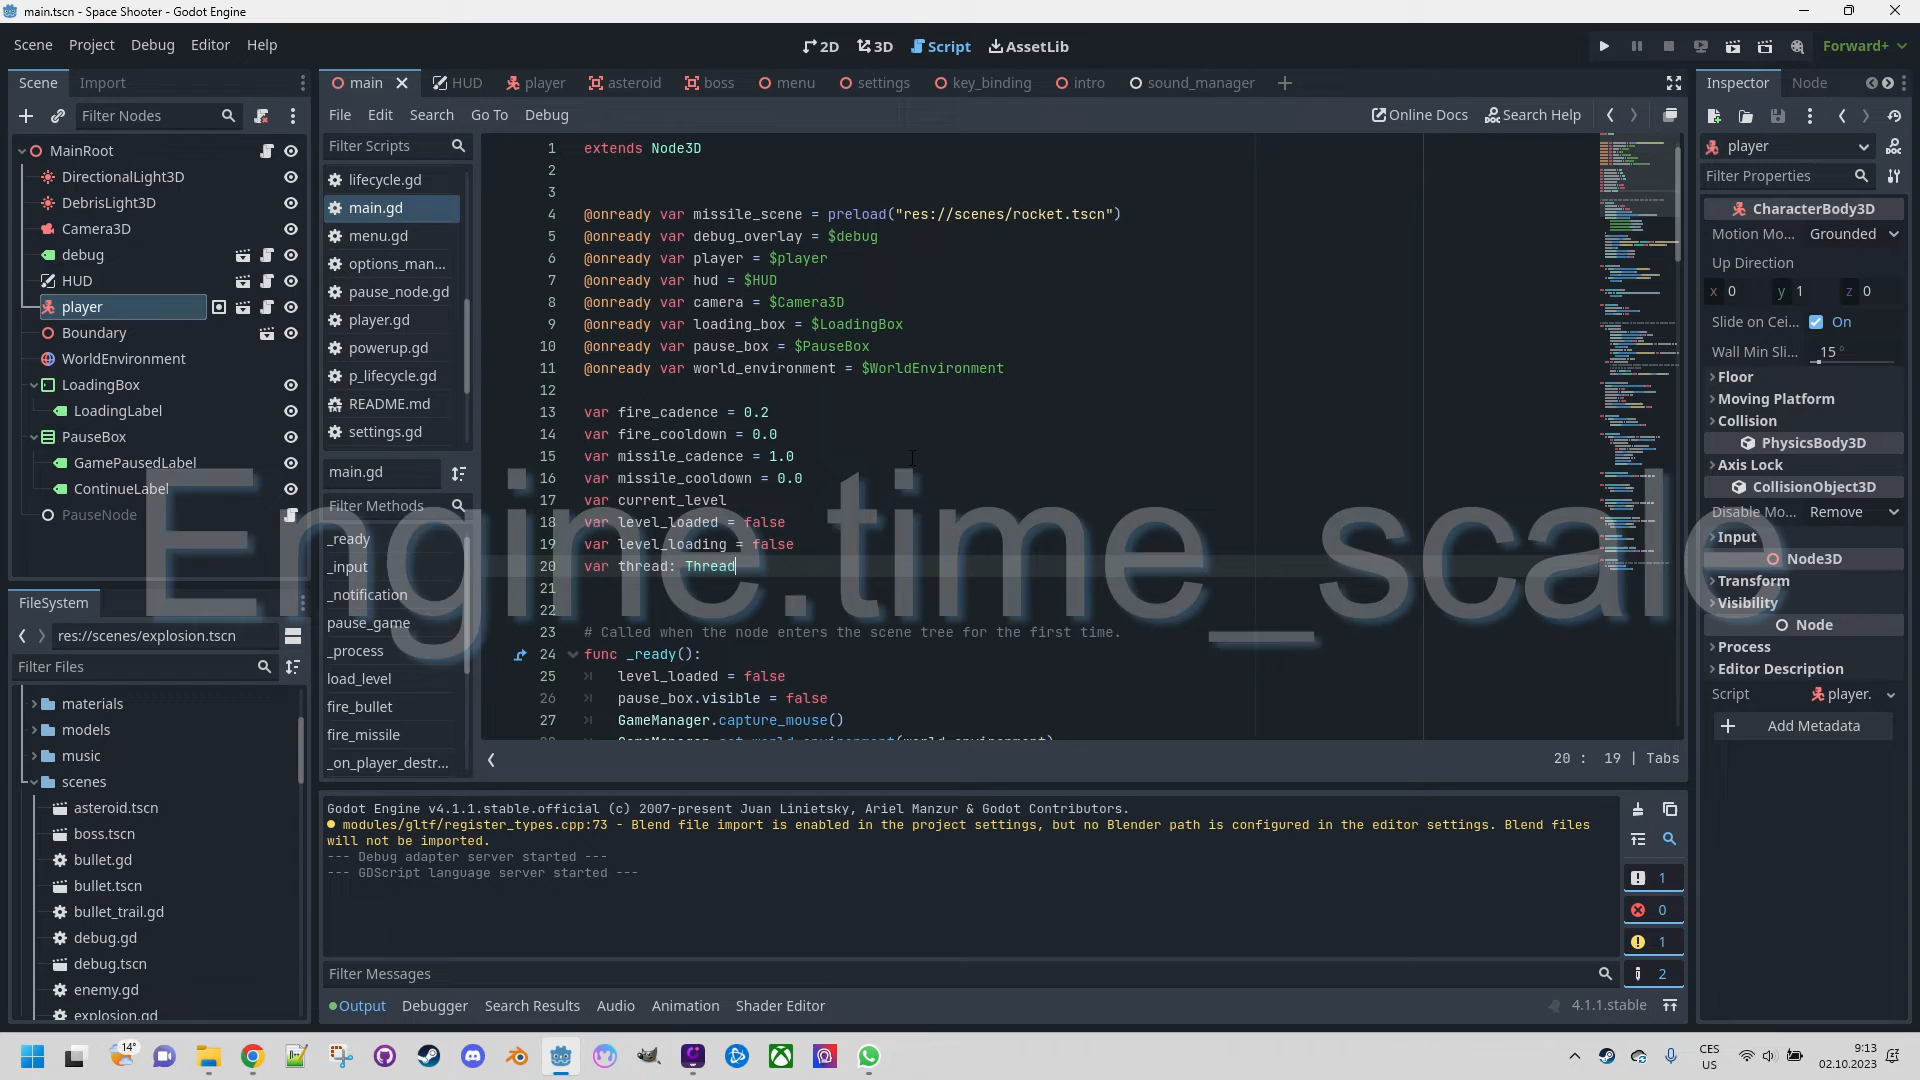 main.tscn - Space Shooter - Godot Engine
Scene Project Debug Editor Help
2D 3D Script AssetLib
Forward+
Scene Import
Filter Nodes
MainRoot
DirectionalLight3D
DebrisLight3D
Camera3D
debug
HUD
player
Boundary
WorldEnvironment
LoadingBox
LoadingLabel
PauseBox
GamePausedLabel
ContinueLabel
PauseNode
FileSystem
res://scenes/explosion.tscn
Filter Files
materials
models
music
scenes
asteroid.tscn
boss.tscn
bullet.gd
bullet.tscn
bullet_trail.gd
debug.gd
debug.tscn
enemy.gd
explosion.gd
main HUD player asteroid boss menu settings key_binding intro sound_manager
File Edit Search Go To Debug
Online Docs Search Help
Filter Scripts
lifecycle.gd
main.gd
menu.gd
options_man...
pause_node.gd
player.gd
powerup.gd
p_lifecycle.gd
README.md
settings.gd
main.gd
Filter Methods
_ready
_input
_notification
pause_game
_process
load_level
fire_bullet
fire_missile
_on_player_destr...
1 extends Node3D
2
3
4 @onready var missile_scene = preload("res://scenes/rocket.tscn")
5 @onready var debug_overlay = $debug
6 @onready var player = $player
7 @onready var hud = $HUD
8 @onready var camera = $Camera3D
9 @onready var loading_box = $LoadingBox
10 @onready var pause_box = $PauseBox
11 @onready var world_environment = $WorldEnvironment
12
13 var fire_cadence = 0.2
14 var fire_cooldown = 0.0
15 var missile_cadence = 1.0
16 var missile_cooldown = 0.0
17 var current_level
18 var level_loaded = false
19 var level_loading = false
20 var thread: Thread
21
22
23 # Called when the node enters the scene tree for the first time.
24 func _ready():
25 level_loaded = false
26 pause_box.visible = false
27 GameManager.capture_mouse()
Engine.time_scale
20 : 19 | Tabs
Godot Engine v4.1.1.stable.official (c) 2007-present Juan Linietsky, Ariel Manzur & Godot Contributors.
modules/gltf/register_types.cpp:73 - Blend file import is enabled in the project settings, but no Blender path is configured in the editor settings. Blend files
will not be imported.
--- Debug adapter server started ---
--- GDScript language server started ---
1
0
1
2
Filter Messages
Output Debugger Search Results Audio Animation Shader Editor
4.1.1.stable
Inspector Node
player
Filter Properties
CharacterBody3D
Motion Mo... Grounded
Up Direction
x 0 y 1 z 0
Slide on Cei... On
Wall Min Sli... 15 °
Floor
Moving Platform
Collision
PhysicsBody3D
Axis Lock
CollisionObject3D
Disable Mo... Remove
Input
Node3D
Transform
Visibility
Node
Process
Editor Description
Script player.
Add Metadata
14°
CES
US
9:13
02.10.2023